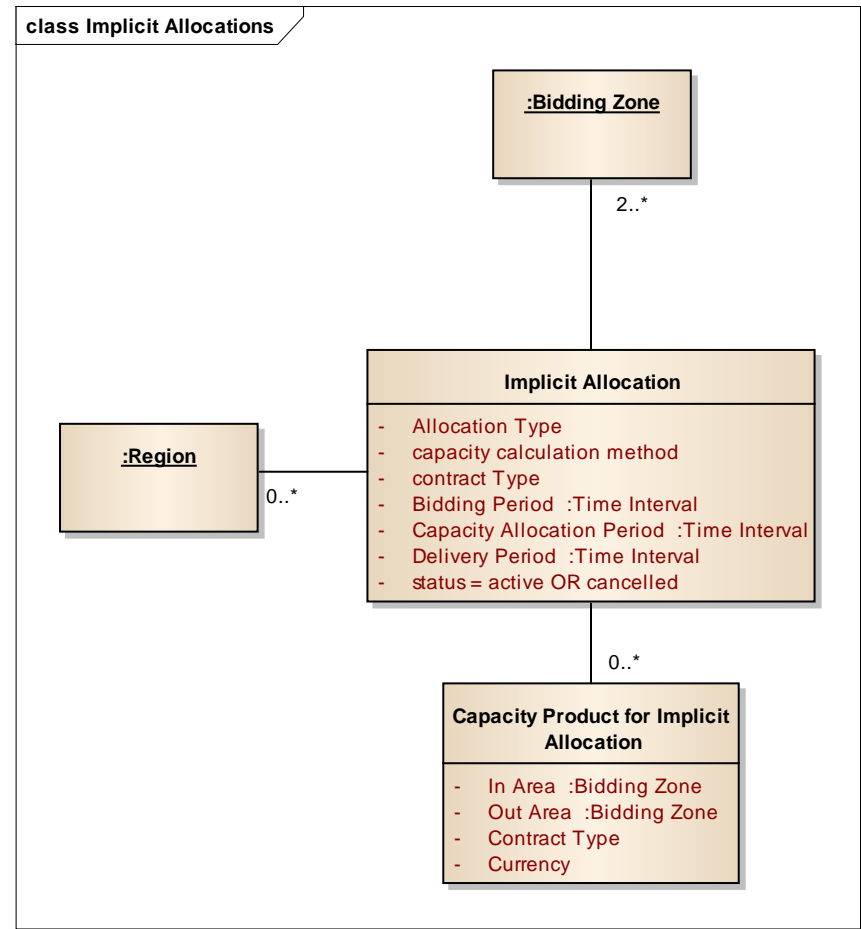 class Implicit Allocations
:Bidding Zone
2..*
Implicit Allocation
- Allocation Type
- capacity calculation method
- contract Type
- Bidding Period :Time Interval
- Capacity Allocation Period :Time Interval
- Delivery Period :Time Interval
- status = active OR cancelled
:Region
0..*
0..*
Capacity Product for Implicit
Allocation
- In Area :Bidding Zone
- Out Area :Bidding Zone
- Contract Type
- Currency